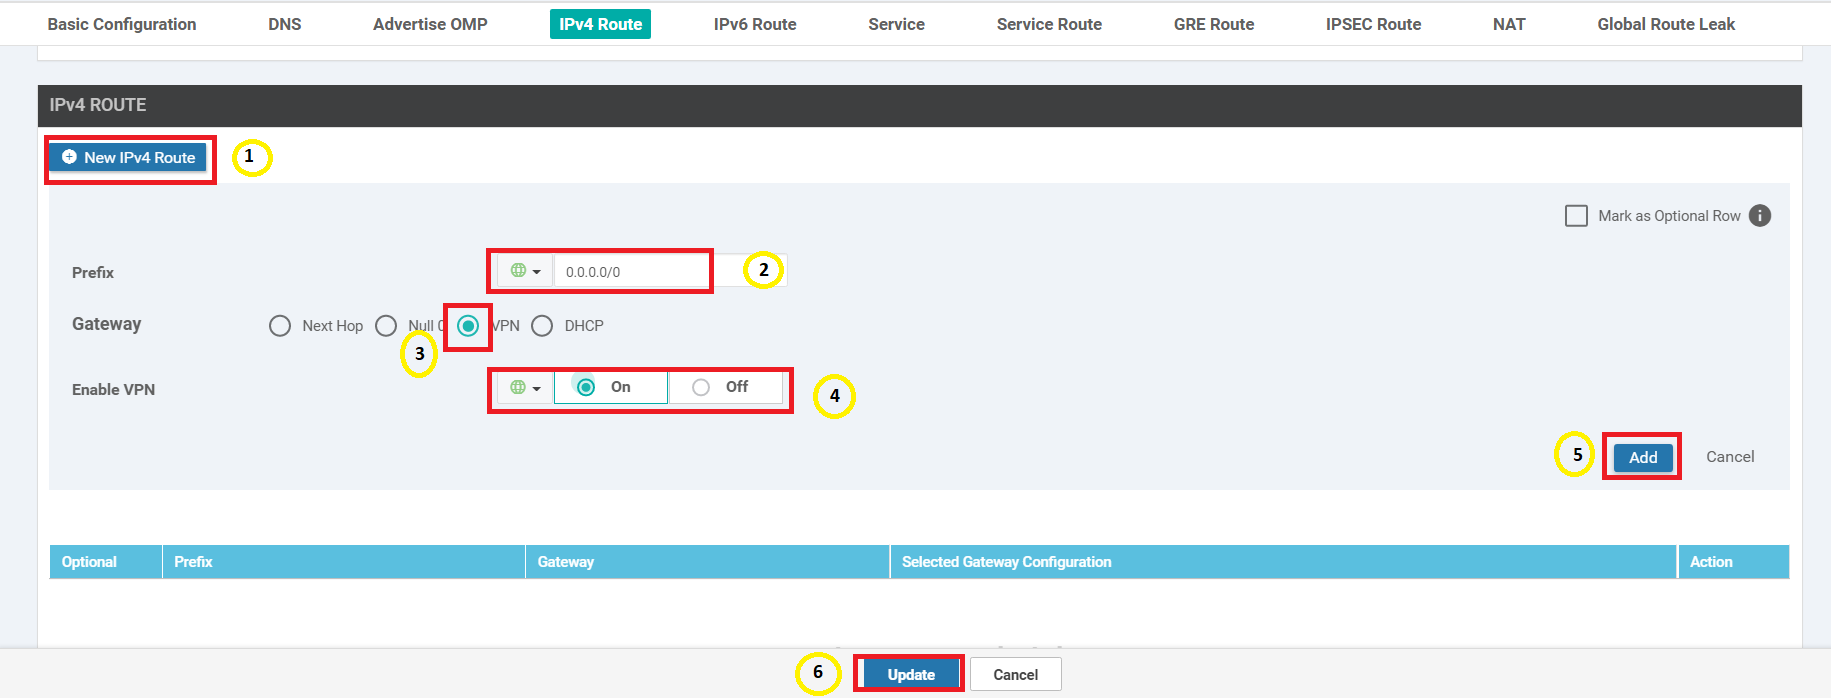 Basic Configuration DNS Advertise OMP IPv4 Route IPv6 Route Service Service Route GRE Route IPSEC Route NAT Global Route Leak
IPv4 ROUTE
New IPv4 Route 1
Mark as Optional Row i
Prefix 0.0.0.0/0 2
Gateway Next Hop Null 0 VPN DHCP
3
Enable VPN On Off 4
5 Add Cancel
Optional Prefix Gateway Selected Gateway Configuration Action
6 Update Cancel